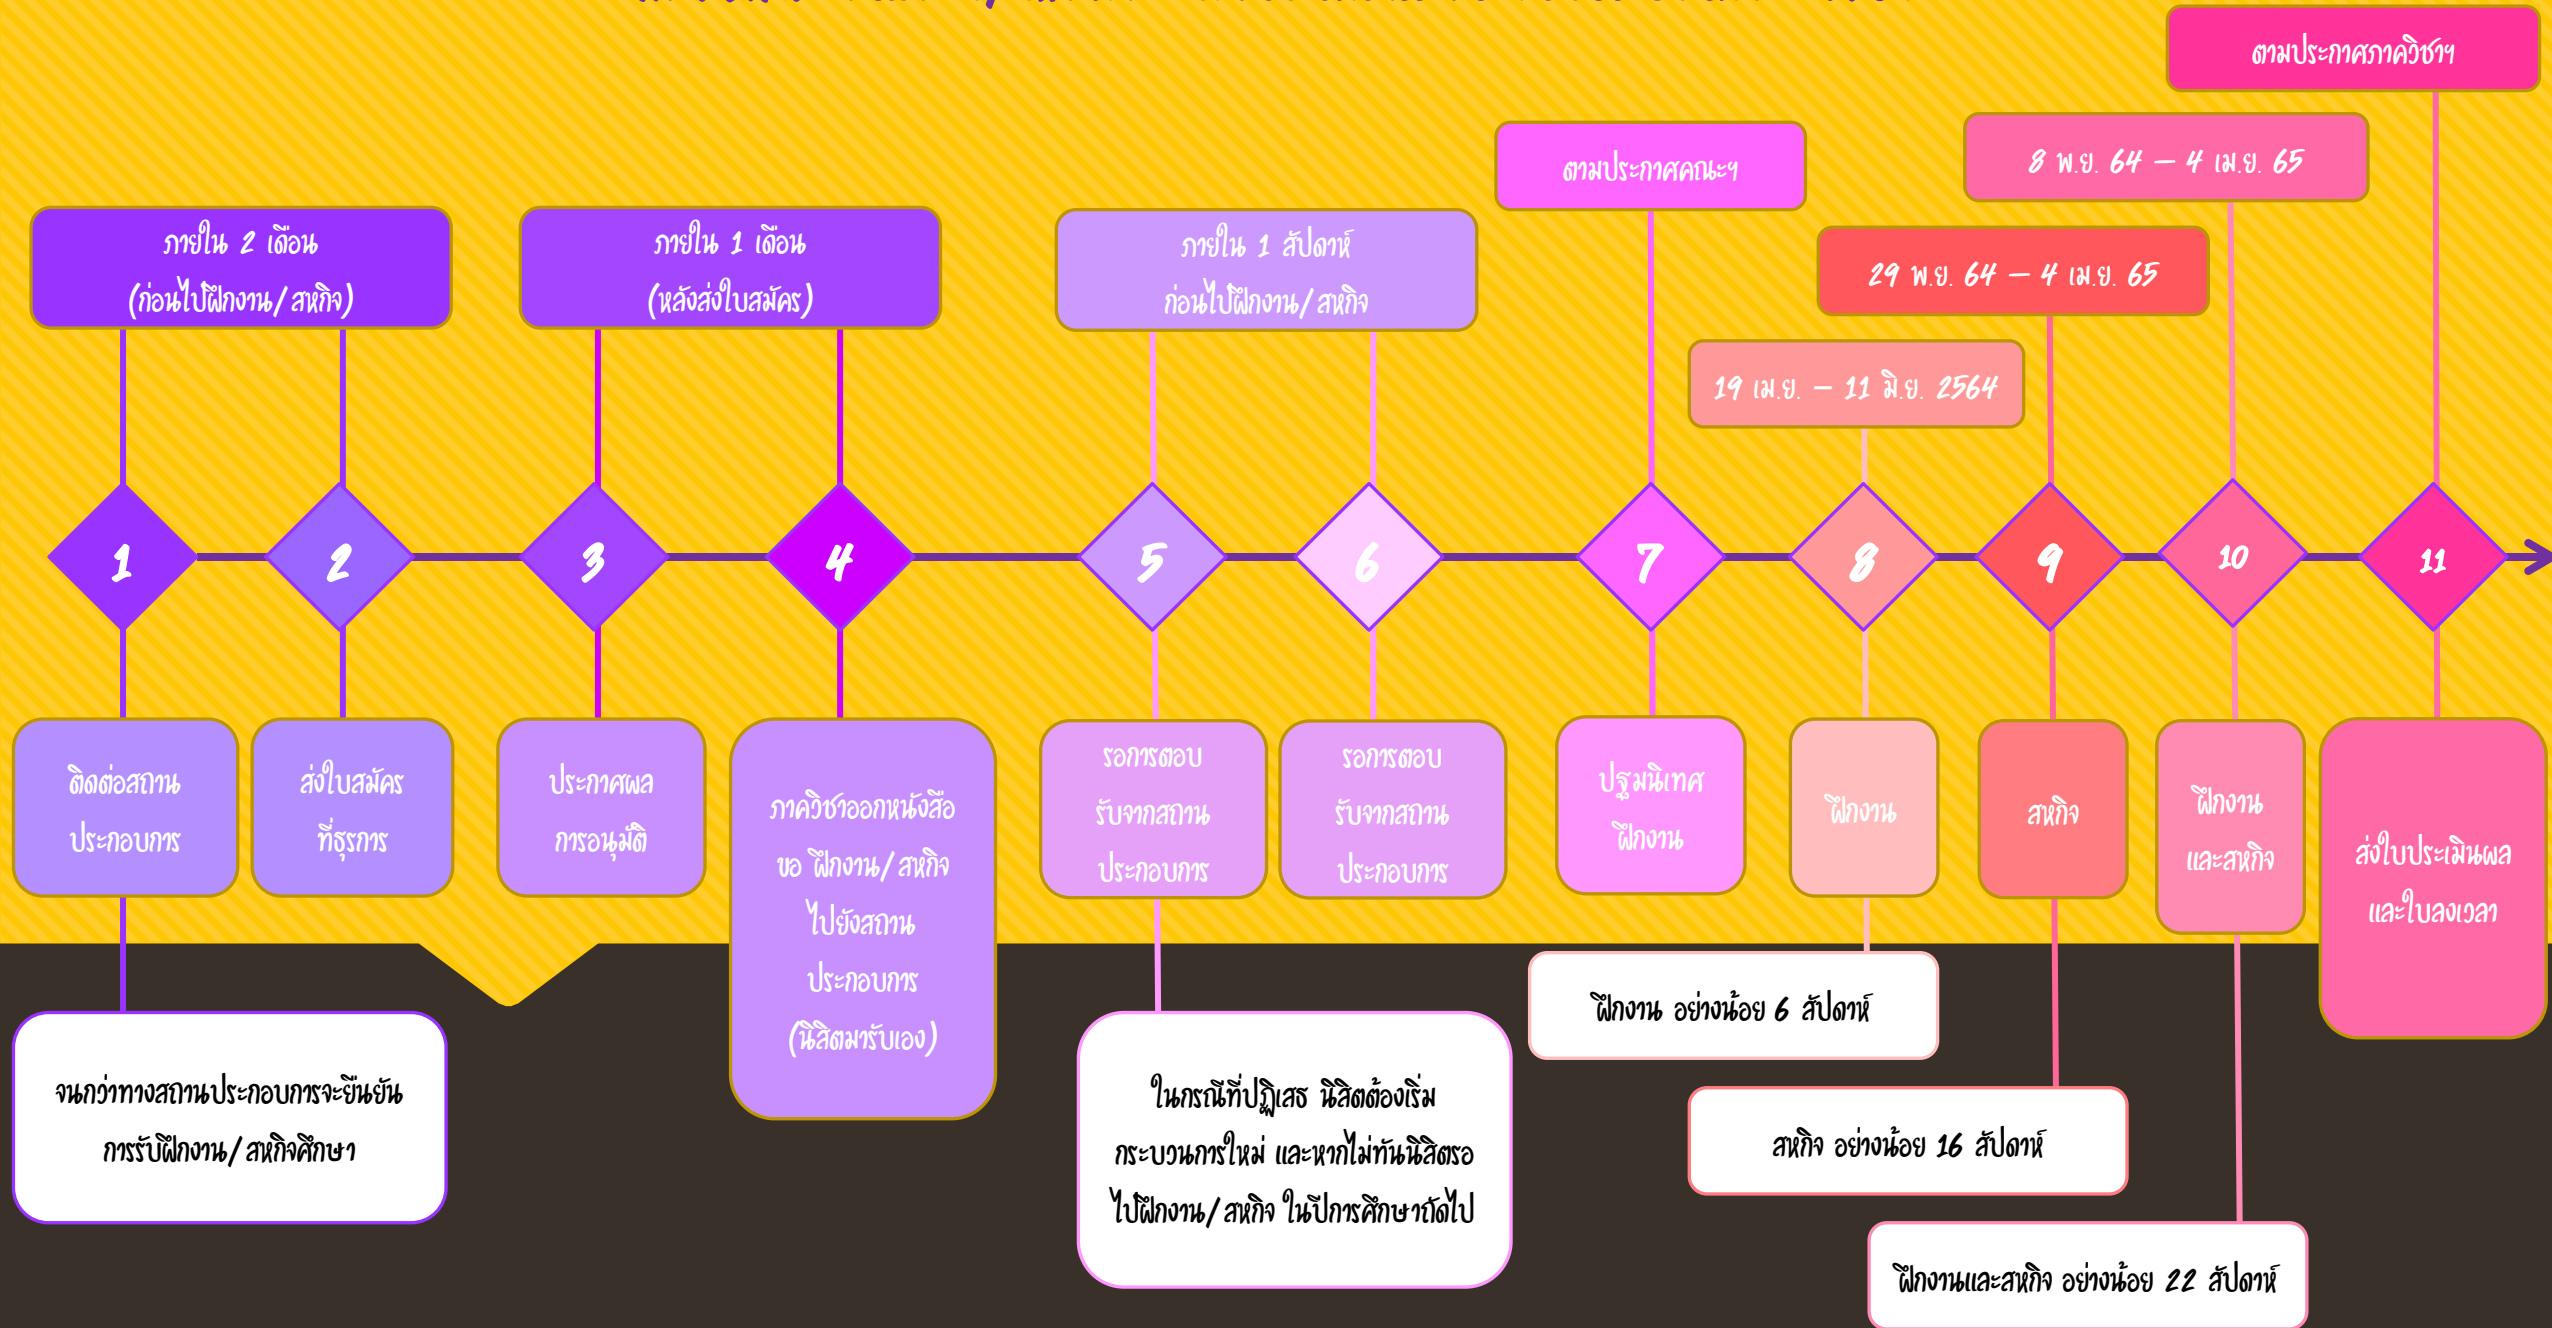 ตามประกาศภาควิชาฯ
8 พ.ย. 64 – 4 เม.ย. 65
ตามประกาศคณะฯ
29 พ.ย. 64 – 4 เม.ย. 65
19 เม.ย. – 11 มิ.ย. 2564
ภายใน 2 เดือน
(ก่อนไปฝึกงาน/สหกิจ)
ภายใน 1 เดือน
(หลังส่งใบสมัคร)
ภายใน 1 สัปดาห์
ก่อนไปฝึกงาน/สหกิจ
1
2
3
4
5
6
7
8
9
10
11
ติดต่อสถาน
ประกอบการ
ส่งใบสมัคร
ที่ธุรการ
ประกาศผล
การอนุมัติ
ภาควิชาออกหนังสือ
ขอ ฝึกงาน/สหกิจ
ไปยังสถาน
ประกอบการ
(นิสิตมารับเอง)
รอการตอบ
รับจากสถาน
ประกอบการ
รอการตอบ
รับจากสถาน
ประกอบการ
ปฐมนิเทศ
ฝึกงาน
ฝึกงาน
สหกิจ
ฝึกงาน
และสหกิจ
ส่งใบประเมินผล
และใบลงเวลา
จนกว่าทางสถานประกอบการจะยืนยัน
การรับฝึกงาน/สหกิจศึกษา
ในกรณีที่ปฏิเสธ นิสิตต้องเริ่ม
กระบวนการใหม่ และหากไม่ทันนิสิตรอ
ไปฝึกงาน/สหกิจ ในปีการศึกษาถัดไป
ฝึกงาน อย่างน้อย 6 สัปดาห์
สหกิจ อย่างน้อย 16 สัปดาห์
ฝึกงานและสหกิจ อย่างน้อย 22 สัปดาห์